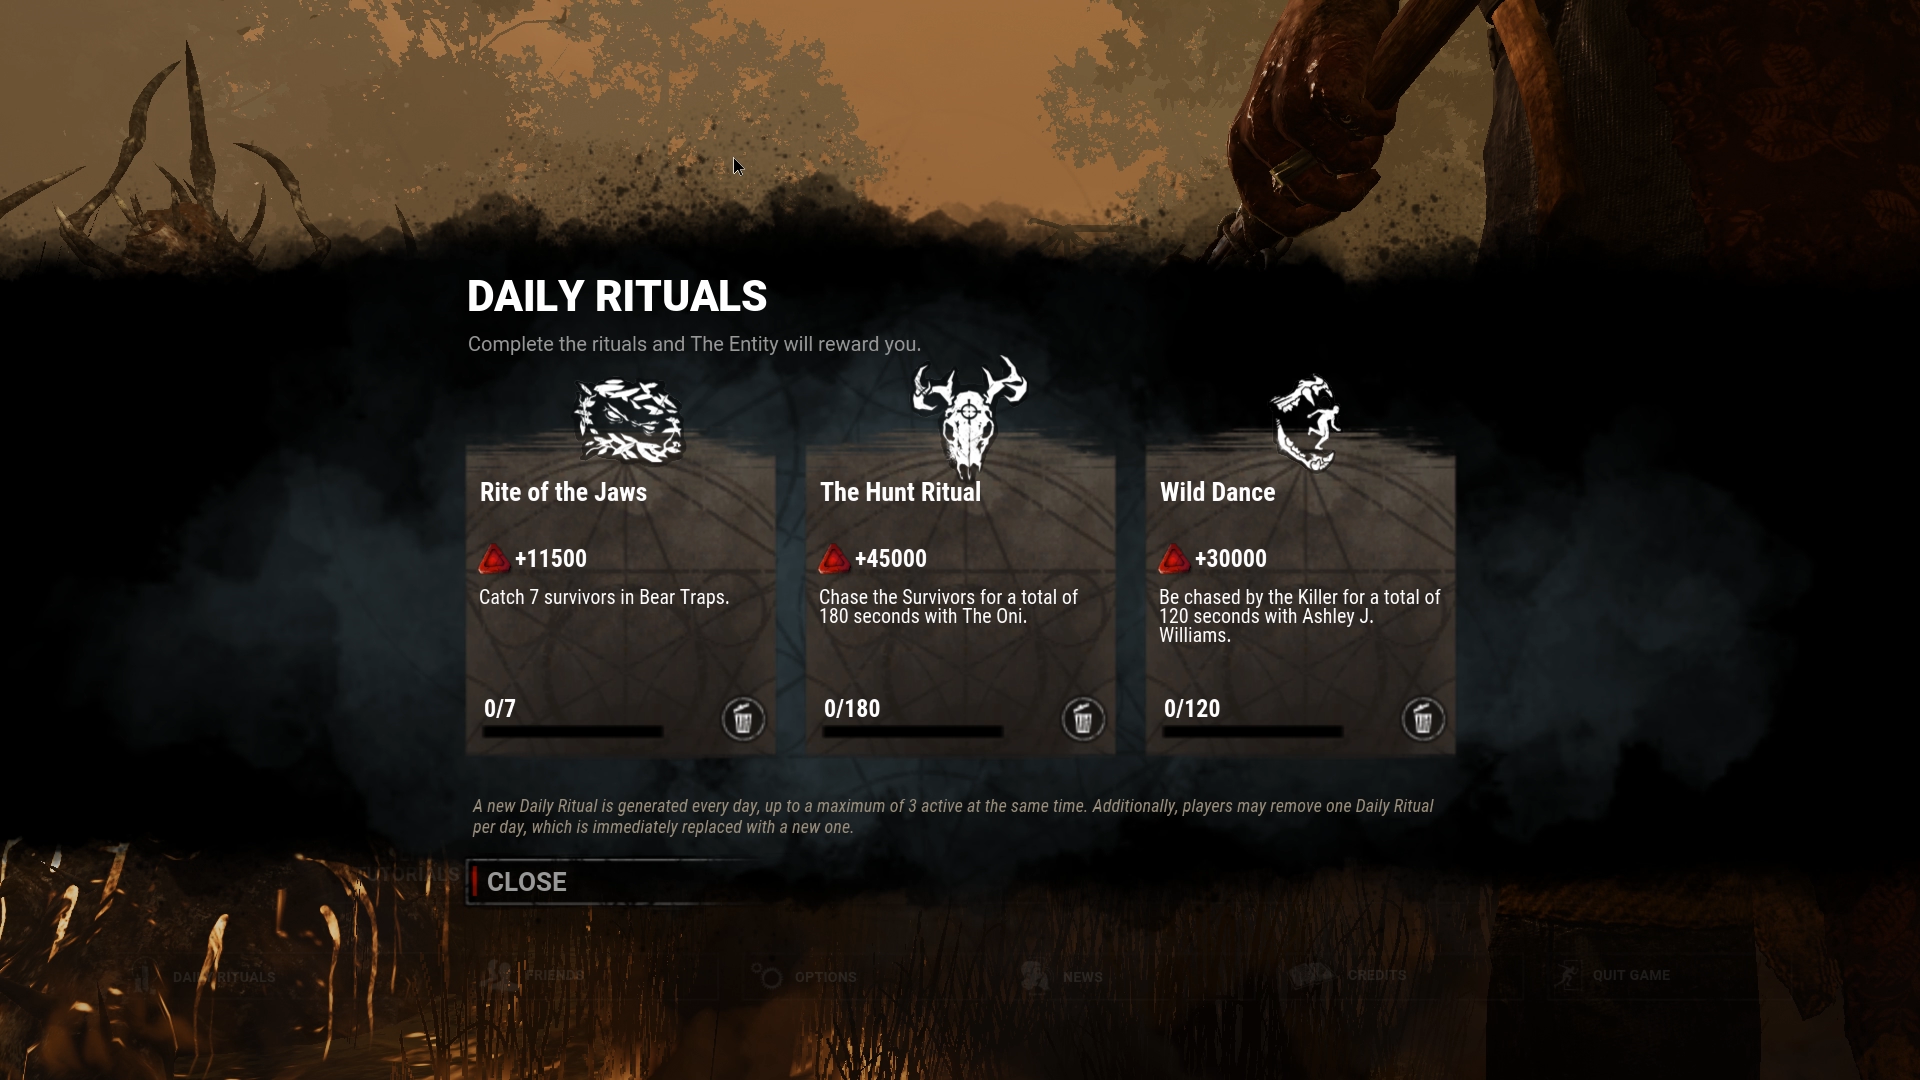 DAILY RITUALS
Complete the rituals and The Entity will reward you.
Rite of the Jaws
+11500
Catch 7 survivors in Bear Traps.
0/7
The Hunt Ritual
+45000
Chase the Survivors for a total of
180 seconds with The Oni.
0/180
Wild Dance
+30000
Be chased by the Killer for a total of
120 seconds with Ashley J.
Williams.
0/120
A new Daily Ritual is generated every day, up to a maximum of 3 active at the same time. Additionally, players may remove one Daily Ritual
per day, which is immediately replaced with a new one.
TUTORIALS
CLOSE
DAILY RITUALS
FRIENDS
OPTIONS
NEWS
CREDITS
QUIT GAME